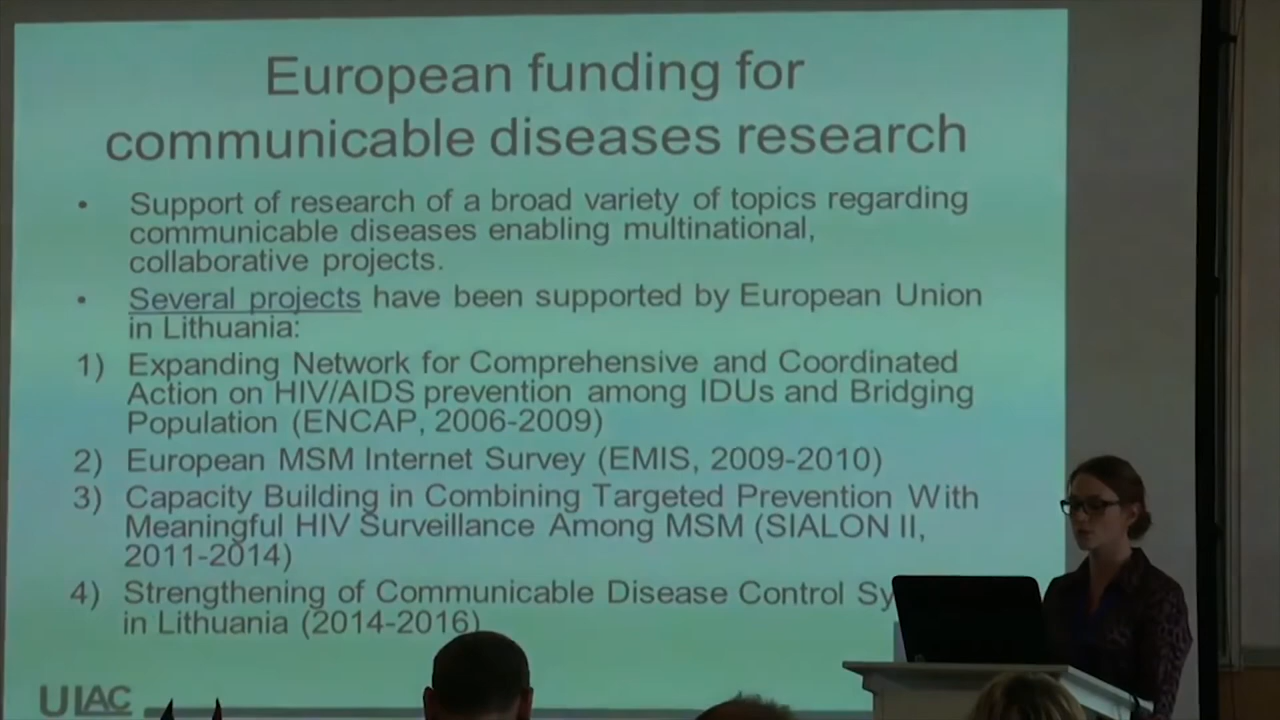 European funding for
communicable diseases research
• Support of research of a broad variety of topics regarding
communicable diseases enabling multinational,
collaborative projects.
• Several projects have been supported by European Union
in Lithuania:
1) Expanding Network for Comprehensive and Coordinated
Action on HIV/AIDS prevention among IDUs and Bridging
Population (ENCAP, 2006-2009)
2) European MSM Internet Survey (EMIS, 2009-2010)
3) Capacity Building in Combining Targeted Prevention With
Meaningful HIV Surveillance Among MSM (SIALON II,
2011-2014)
4) Strengthening of Communicable Disease Control
in Lithuania (2014-2016)
ULAC